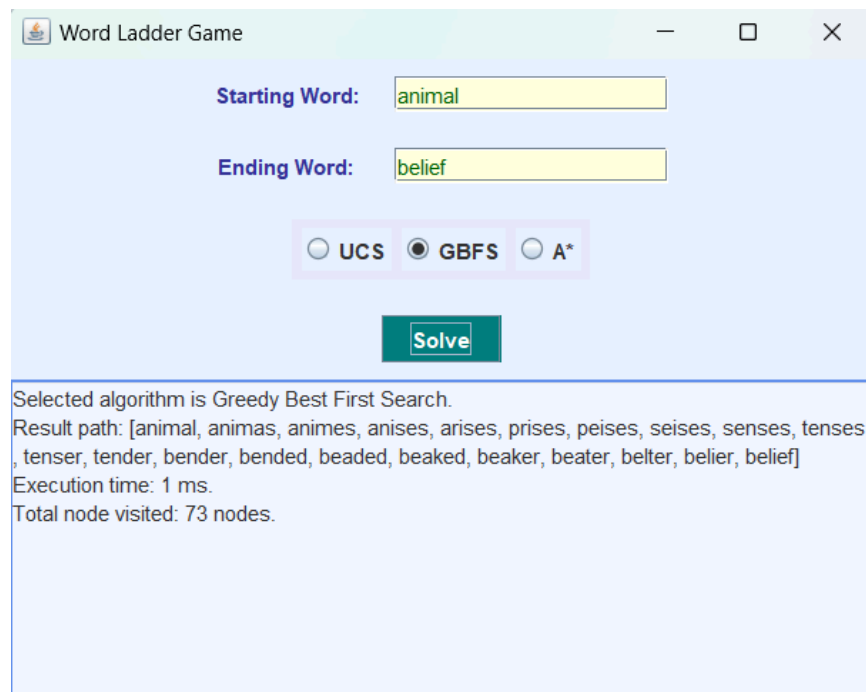 Word Ladder Game
Starting Word: animal
Ending Word: belief
UCS GBFS A*
Solve
Selected algorithm is Greedy Best First Search.
Result path: [animal, animas, animes, anises, arises, prises, peises, seises, senses, tenses
, tenser, tender, bender, bended, beaded, beaked, beaker, beater, belter, belier, belief]
Execution time: 1 ms.
Total node visited: 73 nodes.